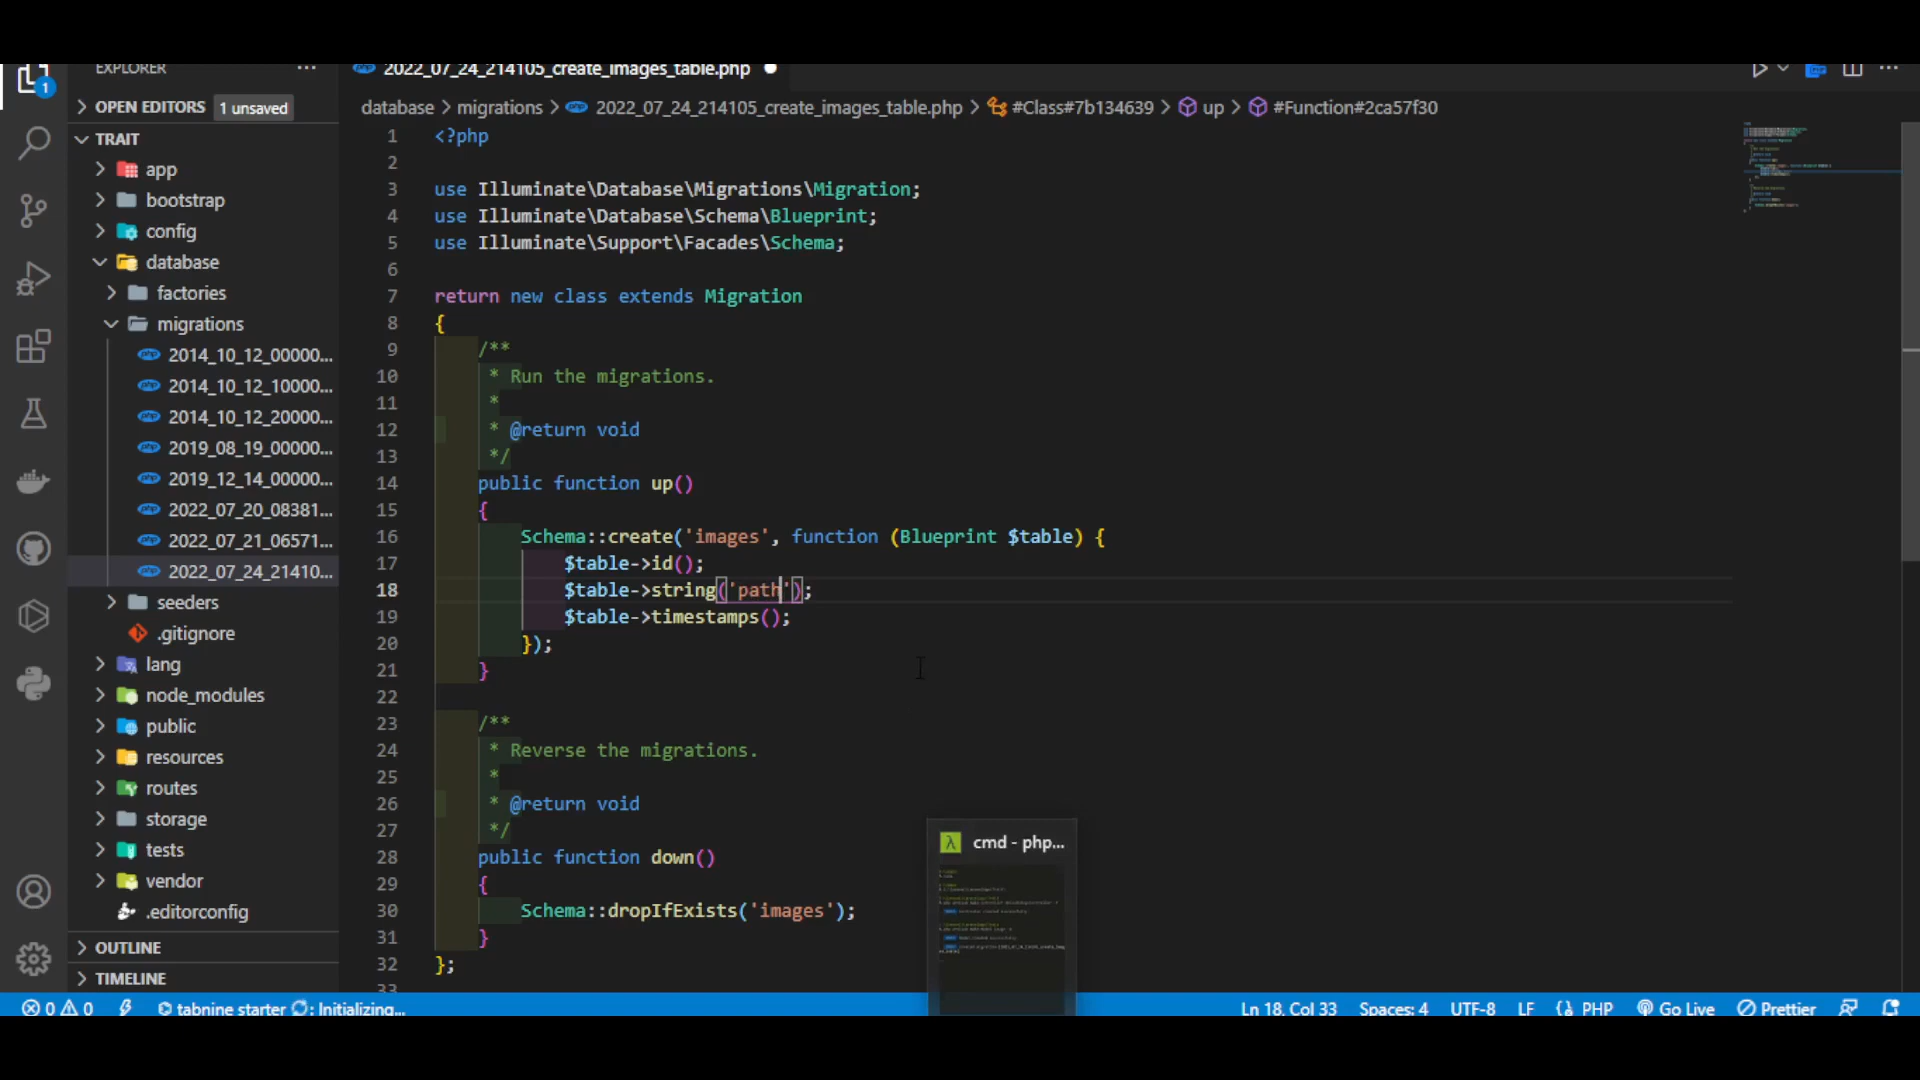 EXPLORER
2022_07_24_214105_create_images_table.php
OPEN EDITORS 1 unsaved
database > migrations > 2022_07_24_214105_create_images_table.php > #Class#7b134639 > up > #Function#2ca57f30
TRAIT
app
bootstrap
config
database
factories
migrations
2014_10_12_00000...
2014_10_12_10000...
2014_10_12_20000...
2019_08_19_00000...
2019_12_14_00000...
2022_07_20_08381...
2022_07_21_06571...
2022_07_24_21410...
seeders
.gitignore
lang
node_modules
public
resources
routes
storage
tests
vendor
.editorconfig
OUTLINE
TIMELINE
1 <?php
2
3 use Illuminate\Database\Migrations\Migration;
4 use Illuminate\Database\Schema\Blueprint;
5 use Illuminate\Support\Facades\Schema;
6
7 return new class extends Migration
8 {
9 /**
10 * Run the migrations.
11 *
12 * @return void
13 */
14 public function up()
15 {
16 Schema::create('images', function (Blueprint $table) {
17 $table->id();
18 $table->string('path');
19 $table->timestamps();
20 });
21 }
22
23 /**
24 * Reverse the migrations.
25 *
26 * @return void
27 */
28 public function down()
29 {
30 Schema::dropIfExists('images');
31 }
32 };
33
cmd - php...
0 0 tabnine starter : Initializing... Ln 18, Col 33 Spaces: 4 UTF-8 LF {} PHP Go Live Prettier